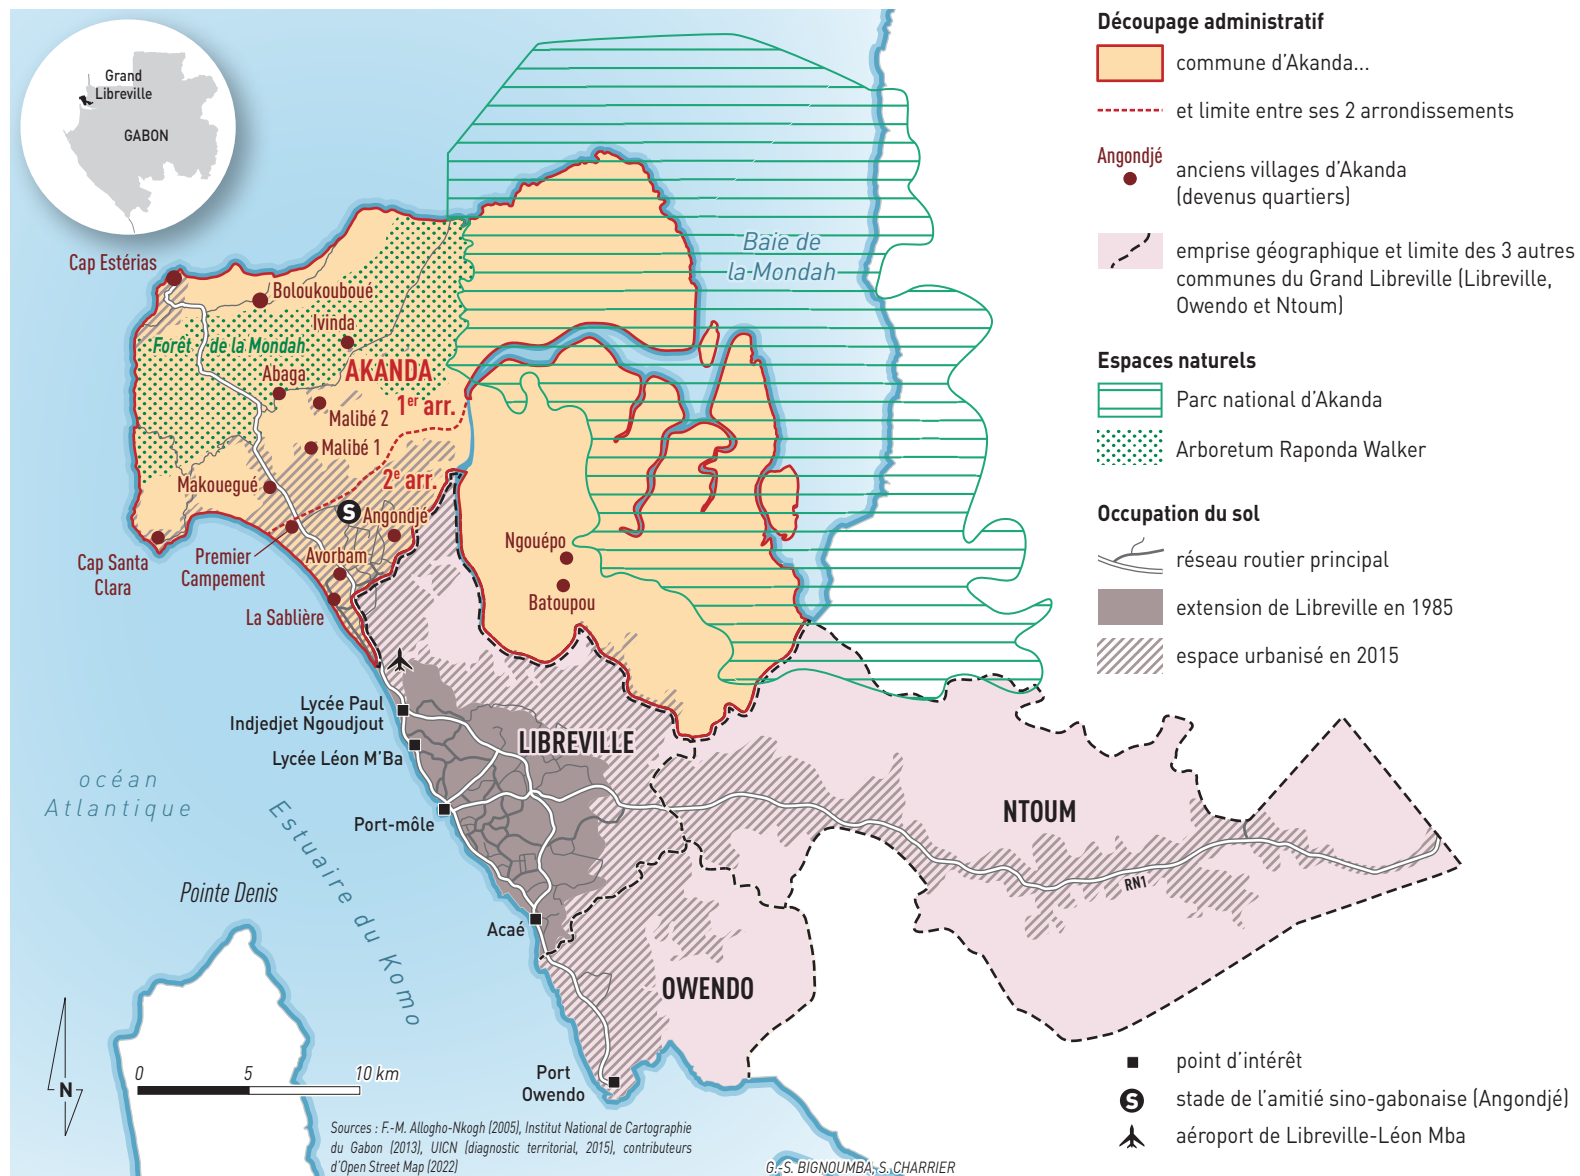 Grand
Libreville
GABON
Cap Estérias
Boloukouboué
Ivinda
Forêt de la Mondah
Abaga
AKANDA
1er arr.
Malibé 2
Malibé 1
2e arr.
Makouegué
S
Angondjé
Cap Santa
Clara
Premier
Campement
Avorbam
La Sablière
Ngouépo
Batoupou
Baie de
la-Mondah
Lycée Paul
Indjedjet Ngoudjout
Lycée Léon M'Ba
LIBREVILLE
océan
Atlantique
Estuaire du Komo
Port-môle
NTOUM
RN1
Pointe Denis
Acaé
OWENDO
Port
Owendo
N
0 5 10 km
Sources : F.-M. Allogho-Nkogh (2005), Institut National de Cartographie
du Gabon (2013), UICN (diagnostic territorial, 2015), contributeurs
d'Open Street Map (2022)
G.-S. BIGNOUMBA, S. CHARRIER
Découpage administratif
commune d'Akanda...
et limite entre ses 2 arrondissements
Angondjé
anciens villages d'Akanda
(devenus quartiers)
emprise géographique et limite des 3 autres
communes du Grand Libreville (Libreville,
Owendo et Ntoum)
Espaces naturels
Parc national d'Akanda
Arboretum Raponda Walker
Occupation du sol
réseau routier principal
extension de Libreville en 1985
espace urbanisé en 2015
point d'intérêt
S
stade de l'amitié sino-gabonaise (Angondjé)
aéroport de Libreville-Léon Mba